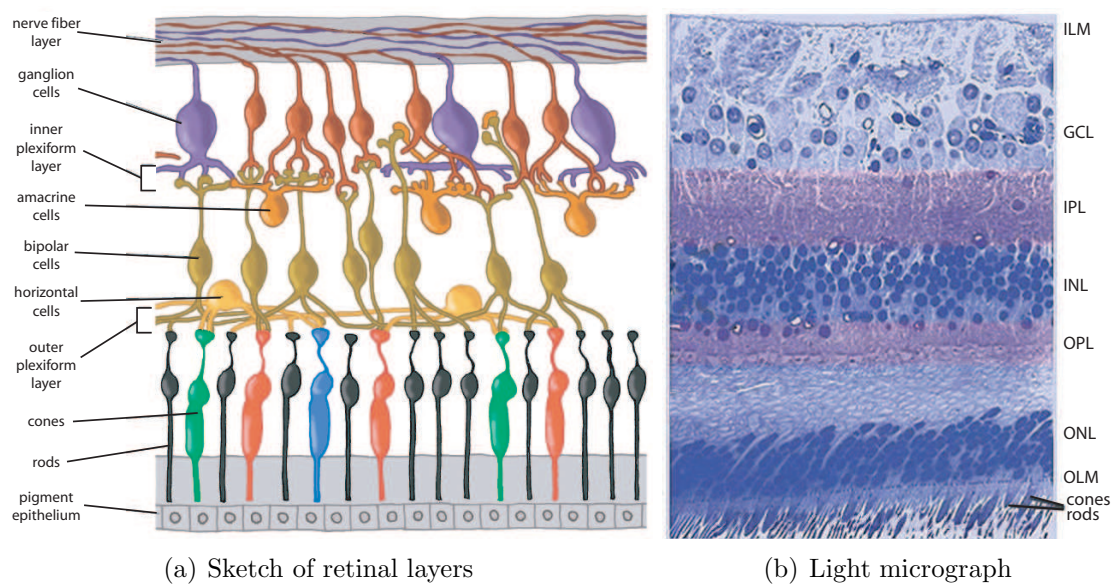 nerve fiber
layer
ganglion
cells
inner
plexiform
layer
amacrine
cells
bipolar
cells
horizontal
cells
outer
plexiform
layer
cones
rods
pigment
epithelium
ILM
GCL
IPL
INL
OPL
ONL
OLM
cones
rods
(a) Sketch of retinal layers
(b) Light micrograph